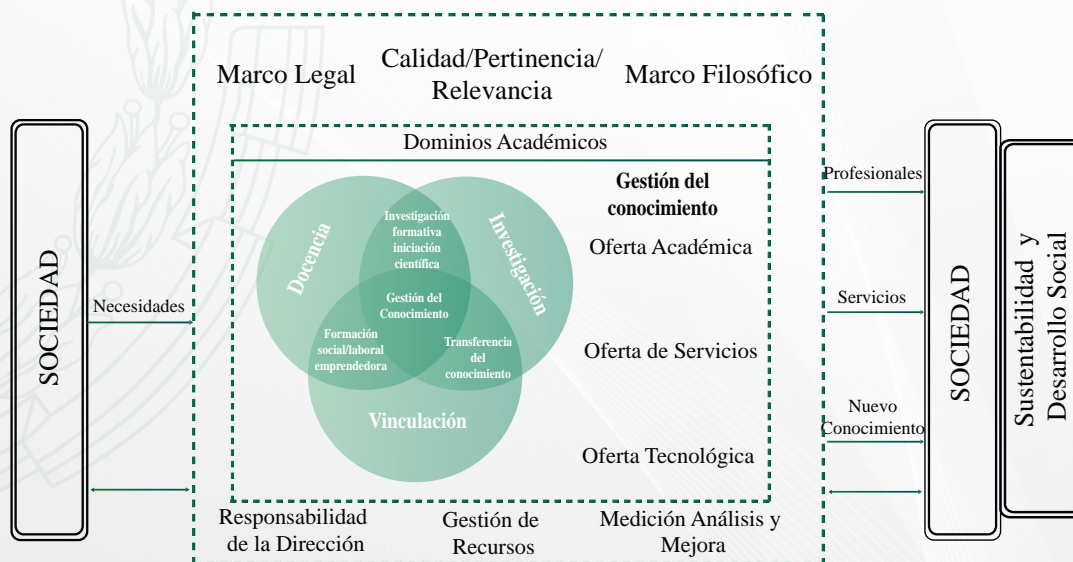 Marco Legal
Calidad/Pertinencia/
Relevancia
Marco Filosófico
SOCIEDAD
Necesidades
Dominios Académicos
Docencia
Investigación
formativa
iniciación
científica
Investigación
Gestión del
Conocimiento
Formación
social/laboral
emprendedora
Transferencia
del
conocimiento
Vinculación
Gestión del
conocimiento
Oferta Académica
Oferta de Servicios
Oferta Tecnológica
Responsabilidad
de la Dirección
Gestión de
Recursos
Medición Análisis y
Mejora
Profesionales
Servicios
Nuevo
Conocimiento
SOCIEDAD
Sustentabilidad y
Desarrollo Social